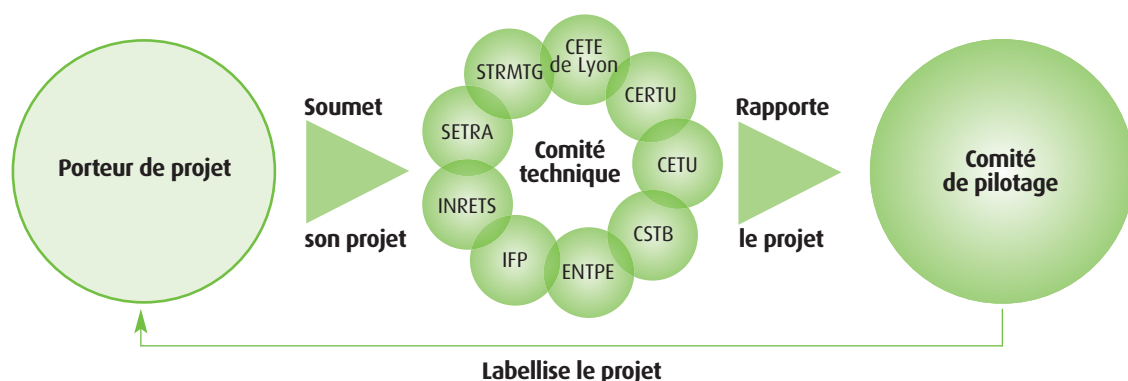 Porteur de projet
Soumet
son projet
STRMTG
CETE
de Lyon
CERTU
CETU
CSTB
ENTPE
IFP
INRETS
SETRA
Comité
technique
Rapporte
le projet
Comité
de pilotage
Labellise le projet